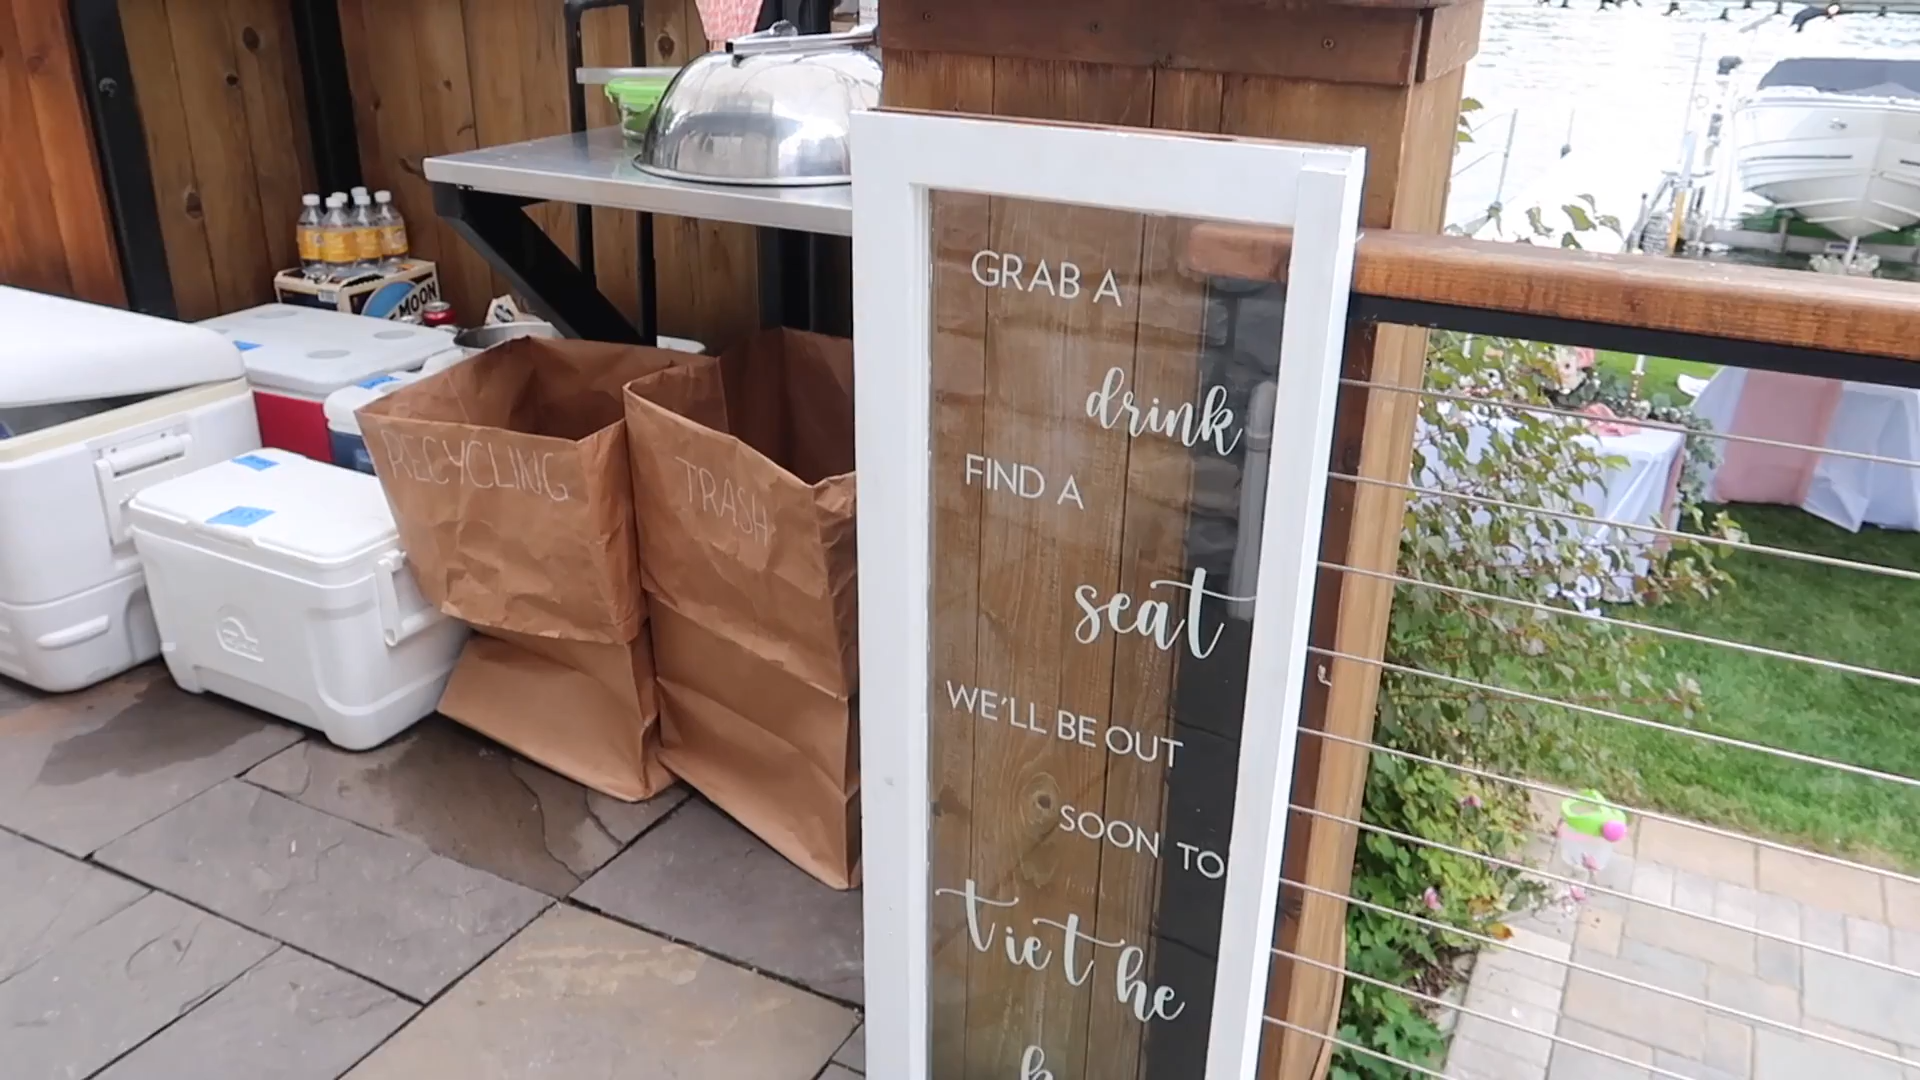 MOON
RECYCLING
TRASH
GRAB A
drink
FIND A
seat
WE'LL BE OUT
SOON TO
tie the
k